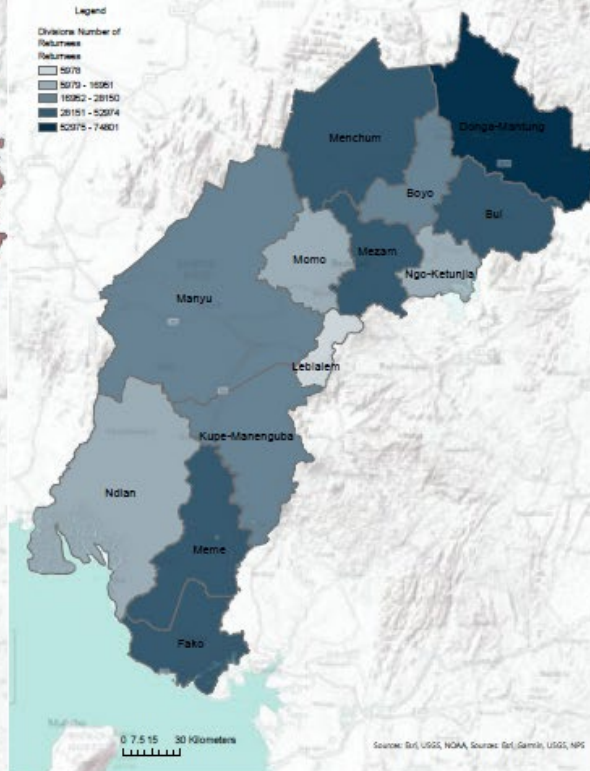 Legend
Divisions Number of
Returnees
Returnees
5978
5979 - 16951
16952 - 28150
28151 - 52974
52975 - 74801
Donga-Mantung
Menchum
Boyo
Bui
Mezam
Momo
Ngo-Ketunjia
Manyu
Lebialem
Kupe-Manenguba
Ndian
Meme
Fako
0 7.5 15 30 Kilometers
Sources: Esri, USGS, NOAA, Sources: Esri, Garmin, USGS, NPS